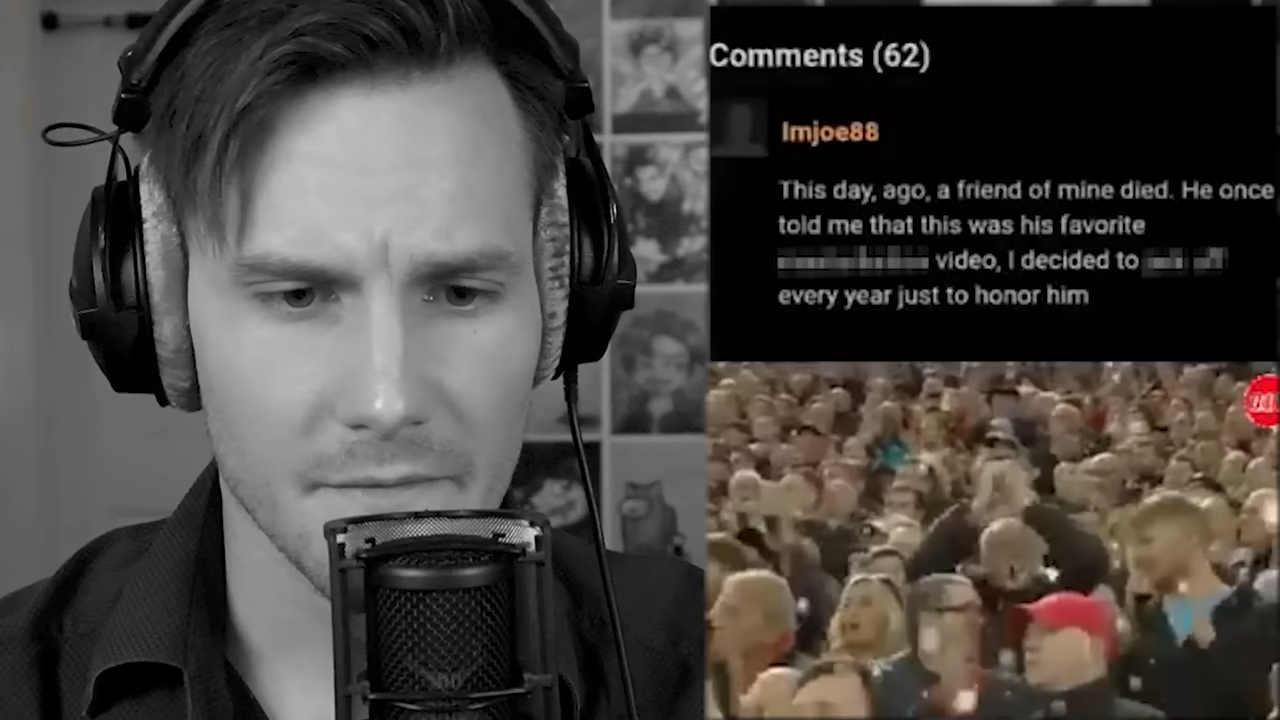 Comments (62)
Imjoe88
This day, ago, a friend of mine died. He once
told me that this was his favorite
video, I decided to
every year just to honor him